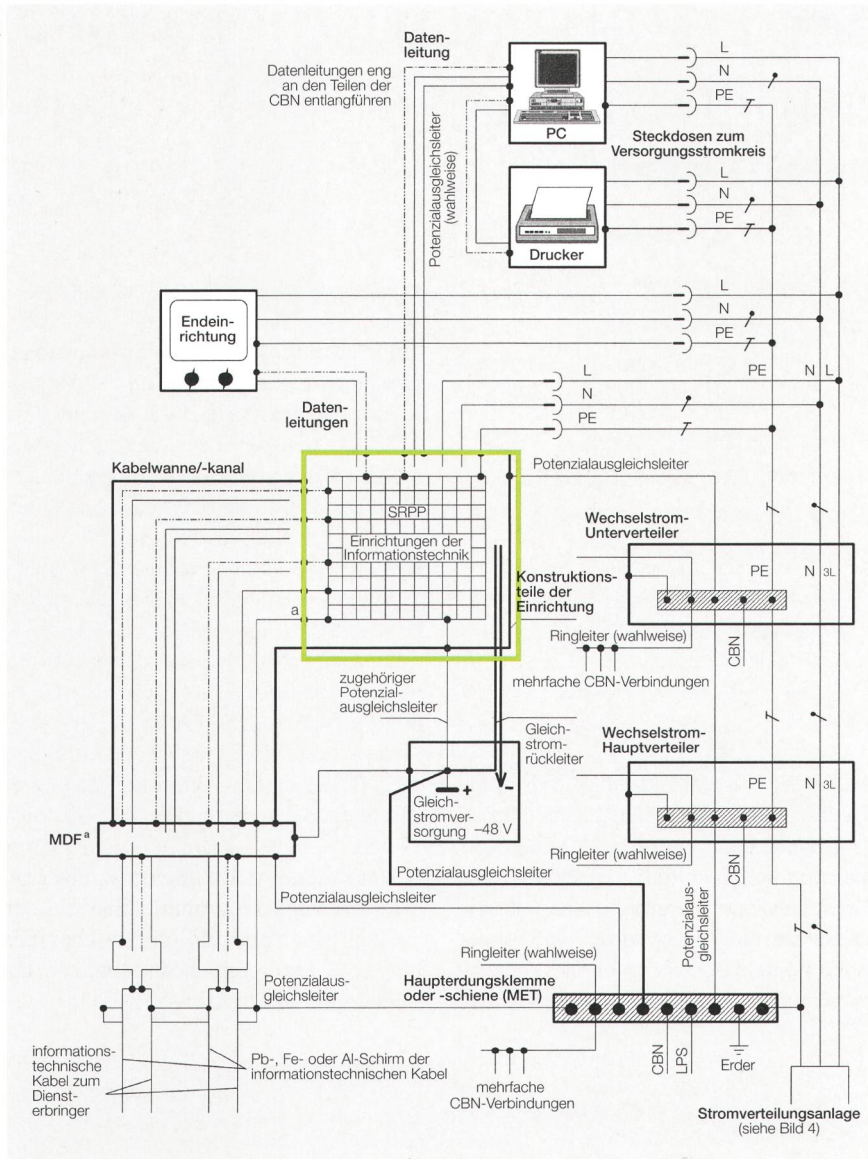 Daten-
leitung
Datenleitungen eng
an den Teilen der
CBN entlangführen
Potenzialausgleichsleiter
(wahlweise)
PC
L
N
PE
Steckdosen zum
Versorgungsstromkreis
Drucker
L
N
PE
Endein-
richtung
L
N
PE
L
N
PE
PE N L
Daten-
leitungen
Kabelwanne/-kanal
SRPP
Einrichtungen der
Informationstechnik
a
Potenzialausgleichsleiter
Wechselstrom-
Unterverteiler
PE N 3L
Konstruktions-
teile der
Einrichtung
Ringleiter (wahlweise)
CBN
mehrfache CBN-Verbindungen
zugehöriger
Potenzial-
ausgleichsleiter
Gleich-
strom-
rückleiter
Wechselstrom-
Hauptverteiler
PE N 3L
+ -
Gleich-
stromver-
sorgung –48 V
MDF a
Ringleiter (wahlweise)
CBN
Potenzialausgleichsleiter
Potenzialausgleichsleiter
Potenzialaus-
gleichsleiter
Ringleiter (wahlweise)
Potenzialaus-
gleichsleiter
Haupterdungsklemme
oder -schiene (MET)
informations-
technische
Kabel zum
Dienst-
erbringer
Pb-, Fe- oder Al-Schirm der
informationstechnischen Kabel
mehrfache
CBN-Verbindungen
CBN
LPS
Erder
Stromverteilungsanlage
(siehe Bild 4)